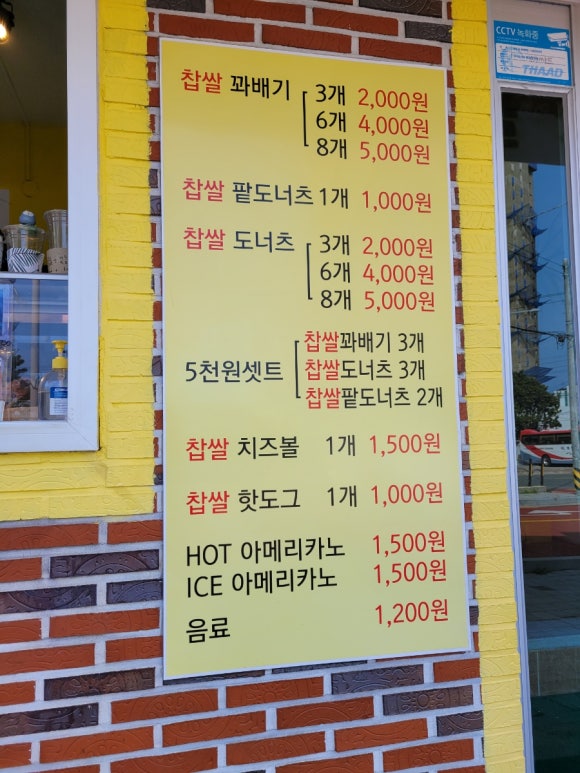 CCTV 녹화중
THAAD
찹쌀 꽈배기 3개 2,000원
6개 4,000원
8개 5,000원
찹쌀 팥도너츠 1개 1,000원
찹쌀 도너츠 3개 2,000원
6개 4,000원
8개 5,000원
5천원셋트
찹쌀꽈배기 3개
찹쌀도너츠 3개
찹쌀팥도너츠 2개
찹쌀 치즈볼 1개 1,500원
찹쌀 핫도그 1개 1,000원
HOT 아메리카노 1,500원
ICE 아메리카노 1,500원
음료 1,200원